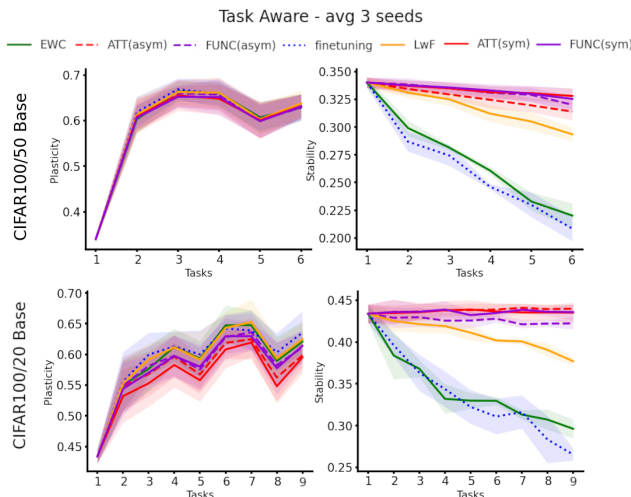 Task Aware - avg 3 seeds
EWC ATT(asym) FUNC(asym) finetuning LwF ATT(sym) FUNC(sym)
CIFAR100/50 Base
Plasticity
0.7
0.6
0.5
0.4
1 2 3 4 5 6
Tasks
Stability
0.350
0.325
0.300
0.275
0.250
0.225
0.200
1 2 3 4 5 6
Tasks
CIFAR100/20 Base
Plasticity
0.70
0.65
0.60
0.55
0.50
0.45
1 2 3 4 5 6 7 8 9
Tasks
Stability
0.45
0.40
0.35
0.30
0.25
1 2 3 4 5 6 7 8 9
Tasks